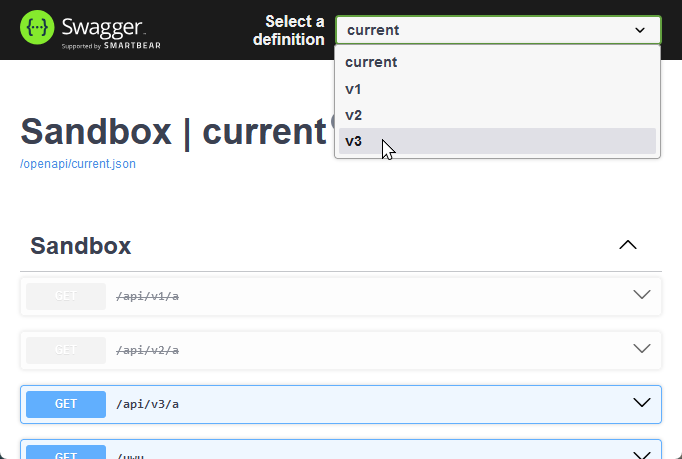 Swagger.
Supported by SMARTBEAR
Select a
definition
current
current
v1
v2
v3
Sandbox | current
/openapi/current.json
Sandbox
GET /api/v1/a
GET /api/v2/a
GET /api/v3/a
GET /uwu